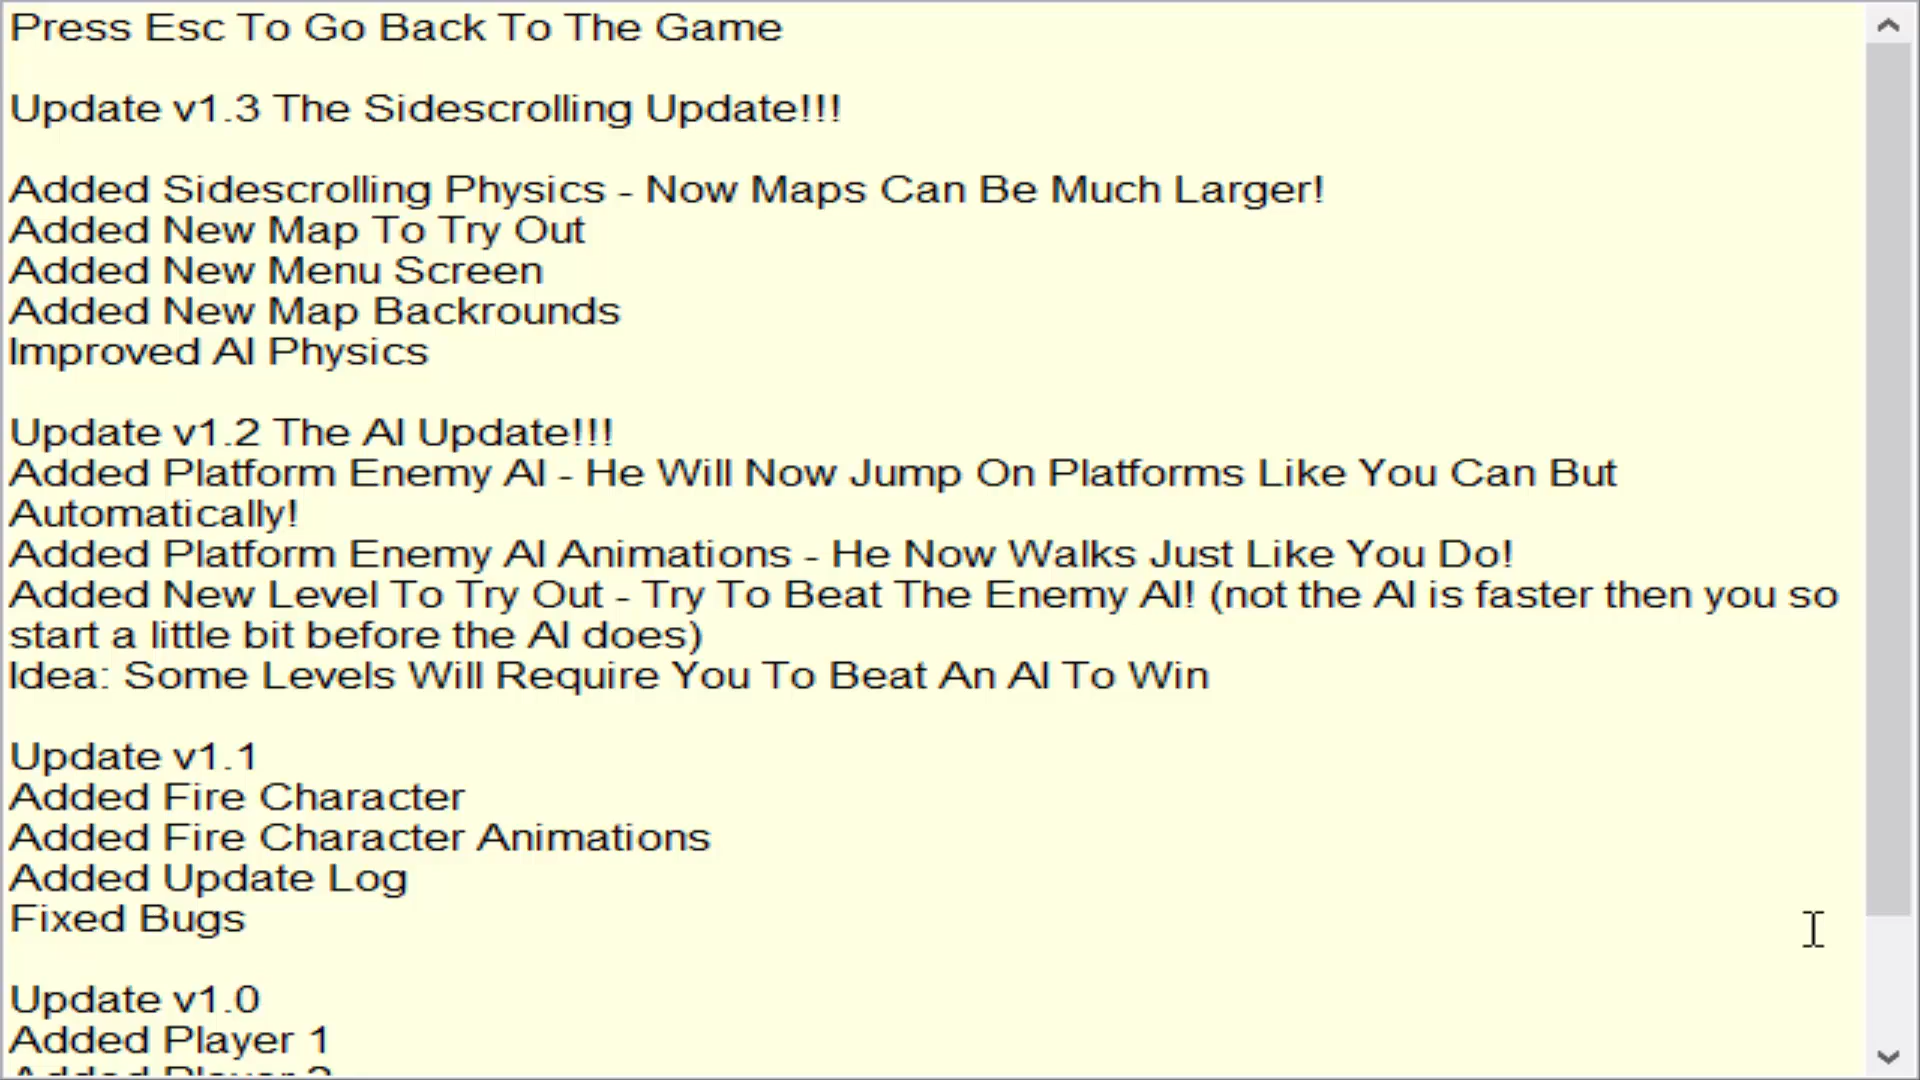 Press Esc To Go Back To The Game
Update v1.3 The Sidescrolling Update!!!
Added Sidescrolling Physics - Now Maps Can Be Much Larger!
Added New Map To Try Out
Added New Menu Screen
Added New Map Backrounds
Improved AI Physics
Update v1.2 The AI Update!!!
Added Platform Enemy AI - He Will Now Jump On Platforms Like You Can But
Automatically!
Added Platform Enemy AI Animations - He Now Walks Just Like You Do!
Added New Level To Try Out - Try To Beat The Enemy AI! (not the AI is faster then you so
start a little bit before the AI does)
Idea: Some Levels Will Require You To Beat An AI To Win
Update v1.1
Added Fire Character
Added Fire Character Animations
Added Update Log
Fixed Bugs
Update v1.0
Added Player 1
Added Player 2